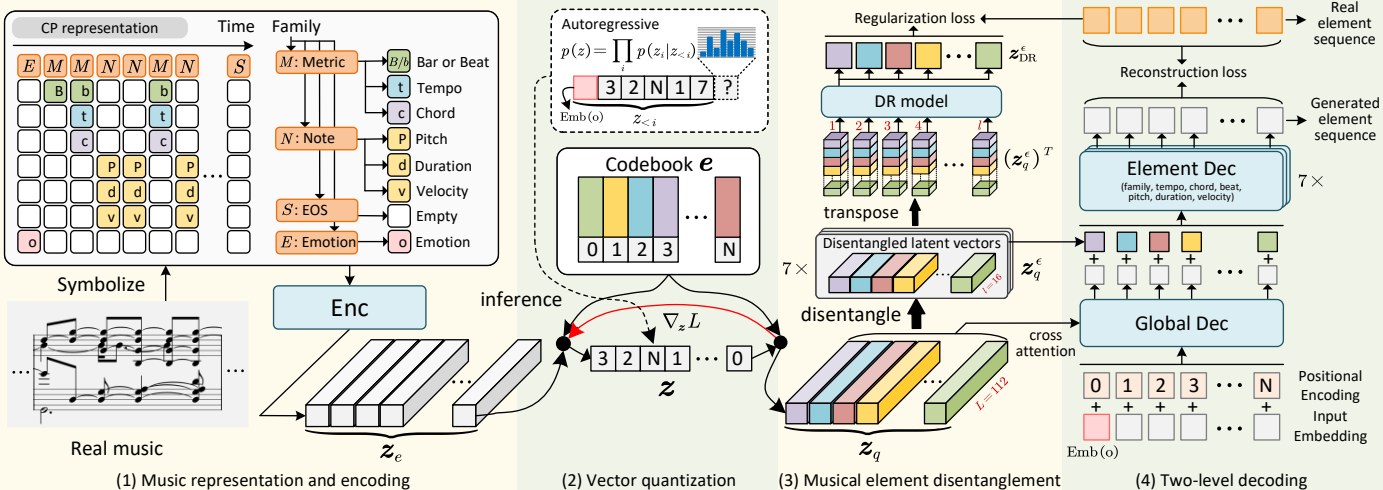 CP representation
Time
E M M N N M N S
B b b
t t
c c
P P P
...
d d d
v v v
o
Family
M: Metric
B/b Bar or Beat
t Tempo
c Chord
N: Note
P Pitch
d Duration
v Velocity
S: EOS
Empty
E: Emotion
o Emotion
Symbolize
Enc
... ...
Real music
...
z_e
(1) Music representation and encoding
Autoregressive
p(z) = ∏_i p(z_i|z_{<i})
3 2 N 1 7 ?
Emb(o)
z_{<i}
Codebook e
...
0 1 2 3 N
inference
∇_z L
3 2 N 1 ... 0
z
(2) Vector quantization
Regularization loss
... z_DR^ϵ
DR model
1 2 3 4 l
... (z_q^ϵ)^T
transpose
Disentangled latent vectors
7× ... l=16 z_q^ϵ
disentangle
cross
attention
... L=112
z_q
(3) Musical element disentanglement
... Real
element
sequence
Reconstruction loss
... Generated
element
sequence
Element Dec
(family, tempo, chord, beat,
pitch, duration, velocity)
7×
...
+ + + + +
...
Global Dec
0 1 2 3 ... N Positional
Encoding
+ + + + +
... Input
Embedding
Emb(o)
(4) Two-level decoding